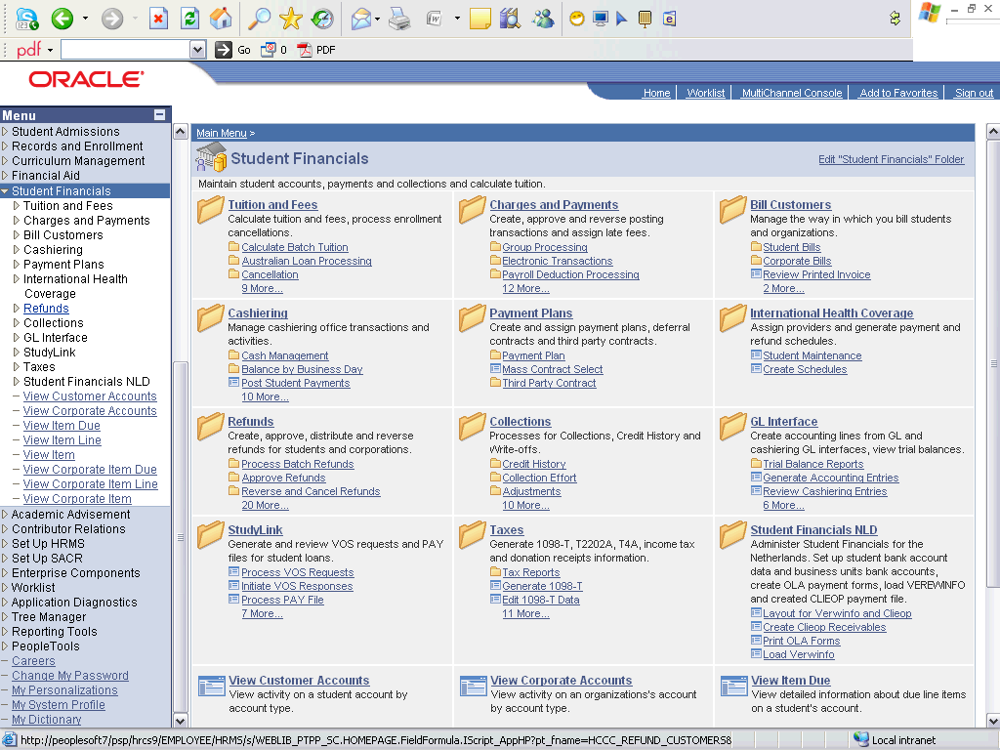 pdf
Go
0
PDF
ORACLE
Home
Worklist
MultiChannel Console
Add to Favorites
Sign out
Menu
Student Admissions
Records and Enrollment
Curriculum Management
Financial Aid
Student Financials
Tuition and Fees
Charges and Payments
Bill Customers
Cashiering
Payment Plans
International Health
Coverage
Refunds
Collections
GL Interface
StudyLink
Taxes
Student Financials NLD
View Customer Accounts
View Corporate Accounts
View Item Due
View Item Line
View Item
View Corporate Item Due
View Corporate Item Line
View Corporate Item
Academic Advisement
Contributor Relations
Set Up HRMS
Set Up SACR
Enterprise Components
Worklist
Application Diagnostics
Tree Manager
Reporting Tools
PeopleTools
Careers
Change My Password
My Personalizations
My System Profile
My Dictionary
Main Menu >
Student Financials
Edit "Student Financials" Folder
Maintain student accounts, payments and collections and calculate tuition.
Tuition and Fees
Calculate tuition and fees, process enrollment
cancellations.
Calculate Batch Tuition
Australian Loan Processing
Cancellation
9 More...
Charges and Payments
Create, approve and reverse posting
transactions and assign late fees.
Group Processing
Electronic Transactions
Payroll Deduction Processing
12 More...
Bill Customers
Manage the way in which you bill students
and organizations.
Student Bills
Corporate Bills
Review Printed Invoice
2 More...
Cashiering
Manage cashiering office transactions and
activities.
Cash Management
Balance by Business Day
Post Student Payments
10 More...
Payment Plans
Create and assign payment plans, deferral
contracts and third party contracts.
Payment Plan
Mass Contract Select
Third Party Contract
International Health Coverage
Assign providers and generate payment and
refund schedules.
Student Maintenance
Create Schedules
Refunds
Create, approve, distribute and reverse
refunds for students and corporations.
Process Batch Refunds
Approve Refunds
Reverse and Cancel Refunds
20 More...
Collections
Processes for Collections, Credit History and
Write-offs.
Credit History
Collection Effort
Adjustments
10 More...
GL Interface
Create accounting lines from GL and
cashiering GL interfaces, view trial balances.
Trial Balance Reports
Generate Accounting Entries
Review Cashiering Entries
6 More...
StudyLink
Generate and review VOS requests and PAY
files for student loans.
Process VOS Requests
Initiate VOS Responses
Process PAY File
7 More...
Taxes
Generate 1098-T, T2202A, T4A, income tax
and donation receipts information.
Tax Reports
Generate 1098-T
Edit 1098-T Data
11 More...
Student Financials NLD
Administer Student Financials for the
Netherlands. Set up student bank account
data and business units bank accounts,
create OLA payment forms, load VEREWINFO
and created CLIEOP payment file.
Layout for Verwinfo and Clieop
Create Clieop Receivables
Print OLA Forms
Load Verwinfo
View Customer Accounts
View activity on a student account by
account type.
View Corporate Accounts
View activity on an organizations's account
by account type.
View Item Due
View detailed information about due line items
on a student's account.
http://peoplesoft7/psp/hrcs9/EMPLOYEE/HRMS/s/WEBLIB_PTPP_SC.HOMEPAGE.FieldFormula.IScript_AppHP?pt_fname=HCCC_REFUND_CUSTOMERS&
Local intranet